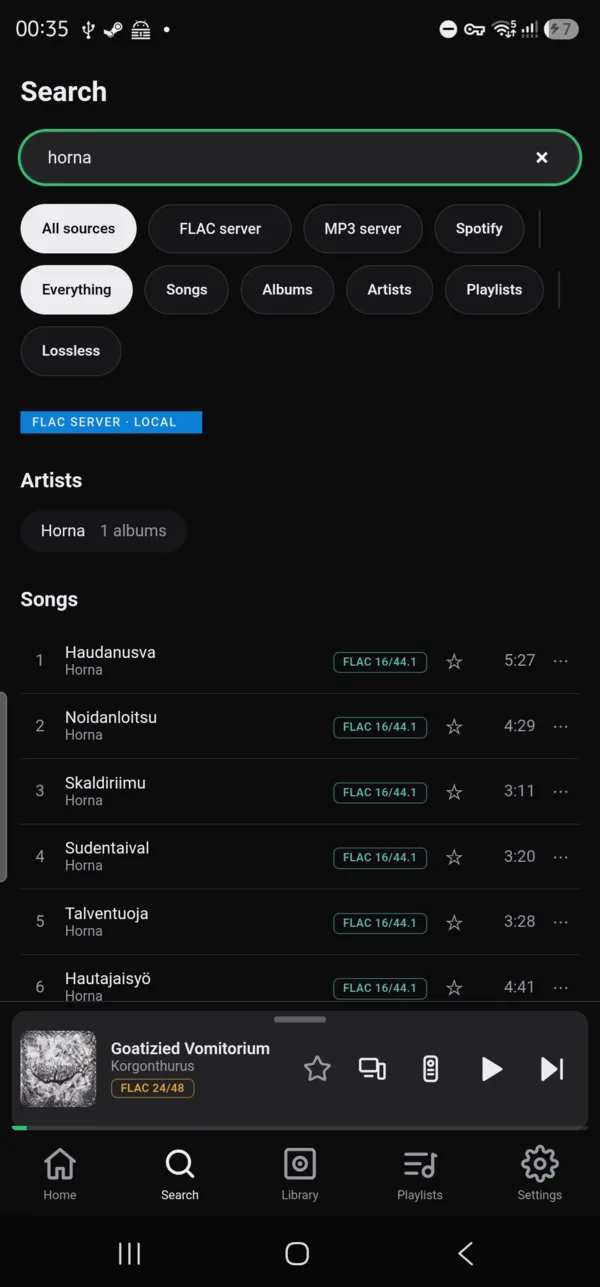 00:35
5
7
Search
horna
All sources
FLAC server
MP3 server
Spotify
Everything
Songs
Albums
Artists
Playlists
Lossless
FLAC SERVER · LOCAL
Artists
Horna 1 albums
Songs
1 Haudanusva FLAC 16/44.1 5:27
Horna
2 Noidanloitsu FLAC 16/44.1 4:29
Horna
3 Skaldiriimu FLAC 16/44.1 3:11
Horna
4 Sudentaival FLAC 16/44.1 3:20
Horna
5 Talventuoja FLAC 16/44.1 3:28
Horna
6 Hautajaisyö FLAC 16/44.1 4:41
Horna
Goatizied Vomitorium
Korgonthurus
FLAC 24/48
Home
Search
Library
Playlists
Settings